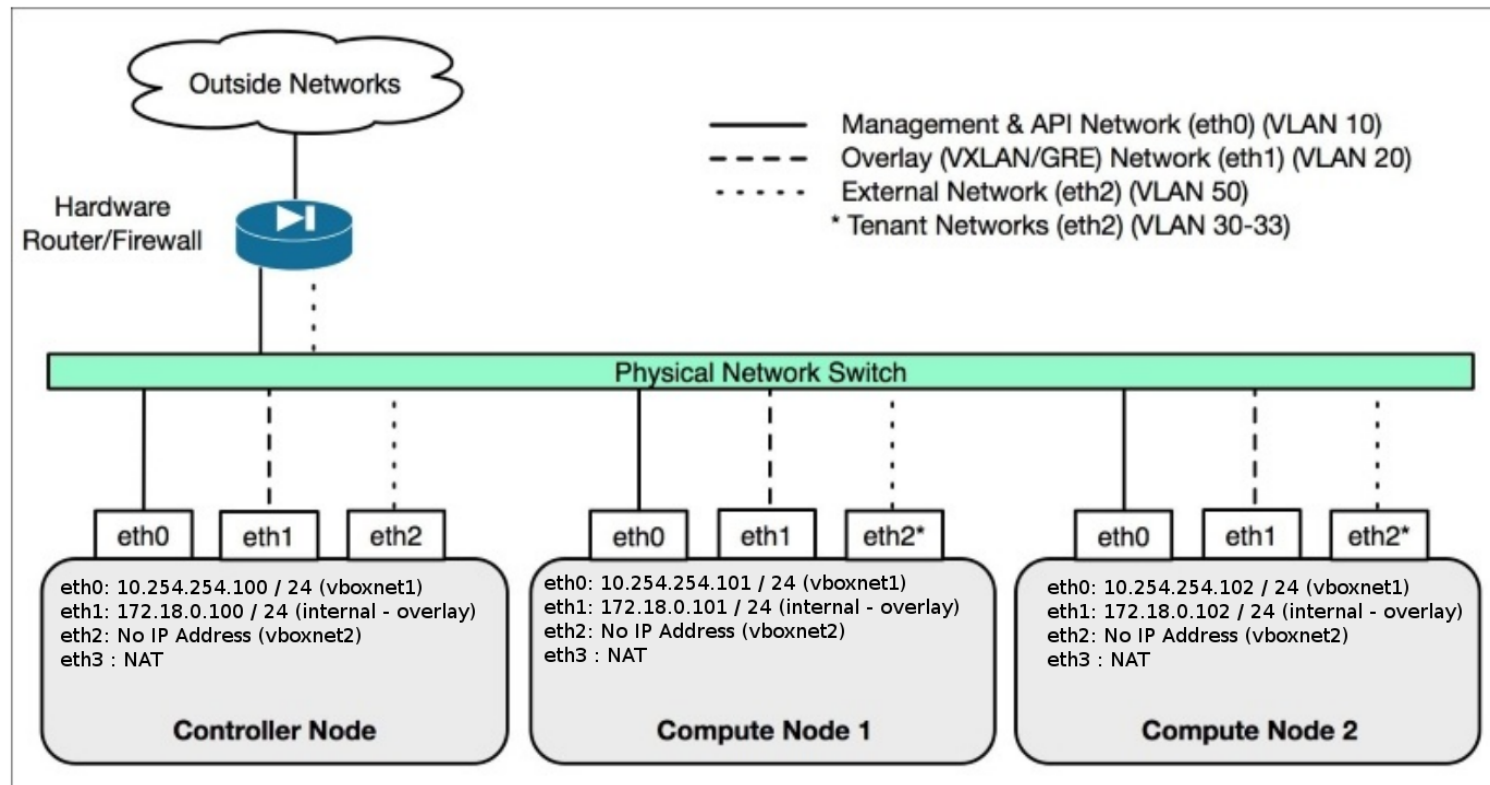 Outside Networks
Management & API Network (eth0) (VLAN 10)
Overlay (VXLAN/GRE) Network (eth1) (VLAN 20)
External Network (eth2) (VLAN 50)
* Tenant Networks (eth2) (VLAN 30-33)
Hardware
Router/Firewall
Physical Network Switch
eth0
eth1
eth2
eth0
eth1
eth2*
eth0
eth1
eth2*
eth0: 10.254.254.100 / 24 (vboxnet1)
eth1: 172.18.0.100 / 24 (internal - overlay)
eth2: No IP Address (vboxnet2)
eth3 : NAT
Controller Node
eth0: 10.254.254.101 / 24 (vboxnet1)
eth1: 172.18.0.101 / 24 (internal - overlay)
eth2: No IP Address (vboxnet2)
eth3 : NAT
Compute Node 1
eth0: 10.254.254.102 / 24 (vboxnet1)
eth1: 172.18.0.102 / 24 (internal - overlay)
eth2: No IP Address (vboxnet2)
eth3 : NAT
Compute Node 2